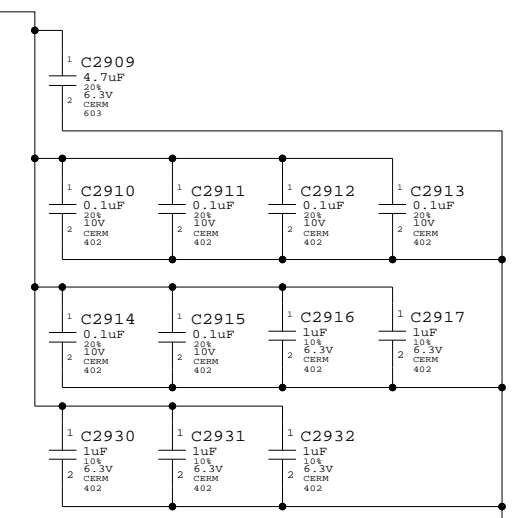 1 C2909
4.7uF
20%
6.3V
2 CERM
603
1 C2910
0.1uF
20%
2 10V
CERM
402
1 C2911
0.1uF
20%
2 10V
CERM
402
1 C2912
0.1uF
20%
2 10V
CERM
402
1 C2913
0.1uF
20%
2 10V
CERM
402
1 C2914
0.1uF
20%
2 10V
CERM
402
1 C2915
0.1uF
20%
2 10V
CERM
402
1 C2916
1uF
10%
2 6.3V
CERM
402
1 C2917
1uF
10%
2 6.3V
CERM
402
1 C2930
1uF
10%
2 6.3V
CERM
402
1 C2931
1uF
10%
2 6.3V
CERM
402
1 C2932
1uF
10%
2 6.3V
CERM
402